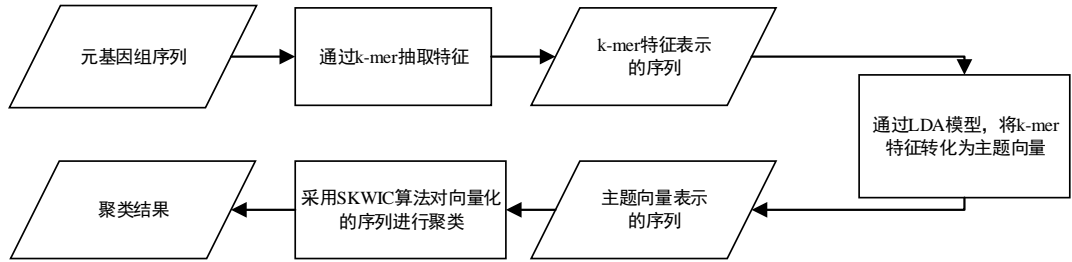 元基因组序列
通过k-mer抽取特征
k-mer特征表示
的序列
通过LDA模型，将k-mer
特征转化为主题向量
主题向量表示
的序列
采用SKWIC算法对向量化
的序列进行聚类
聚类结果